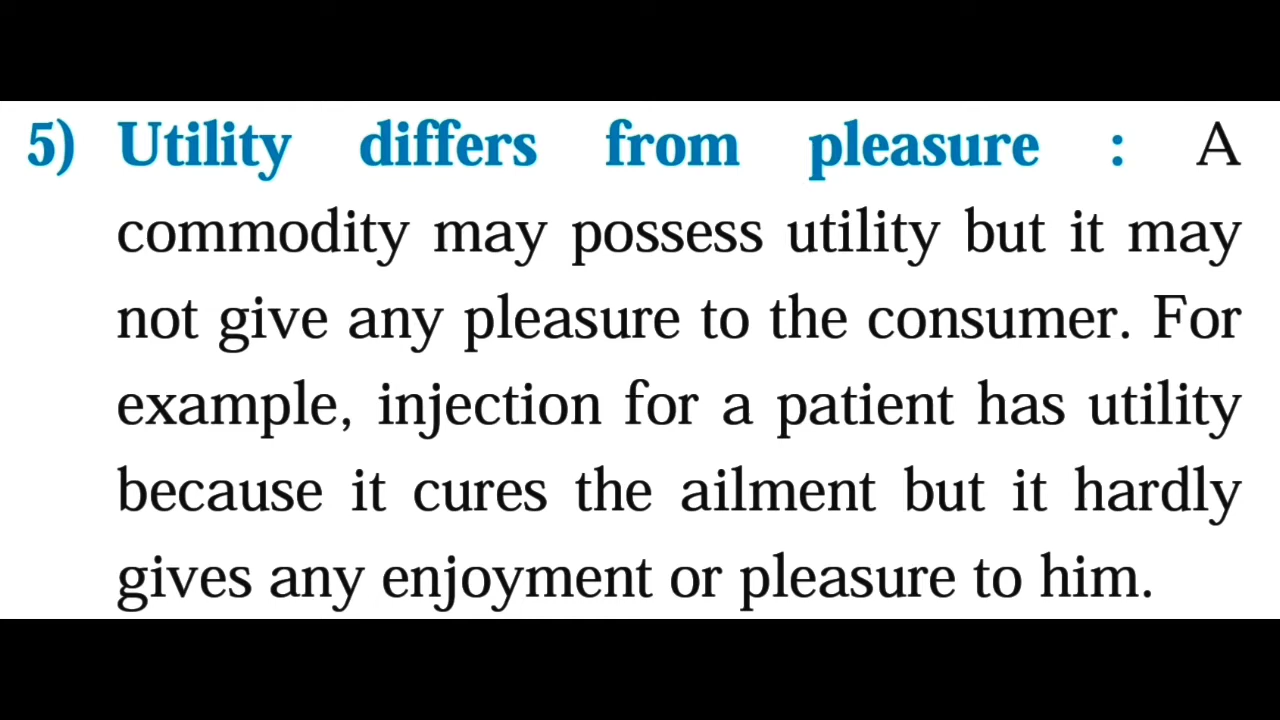 5) Utility differs from pleasure : A
commodity may possess utility but it may
not give any pleasure to the consumer. For
example, injection for a patient has utility
because it cures the ailment but it hardly
gives any enjoyment or pleasure to him.